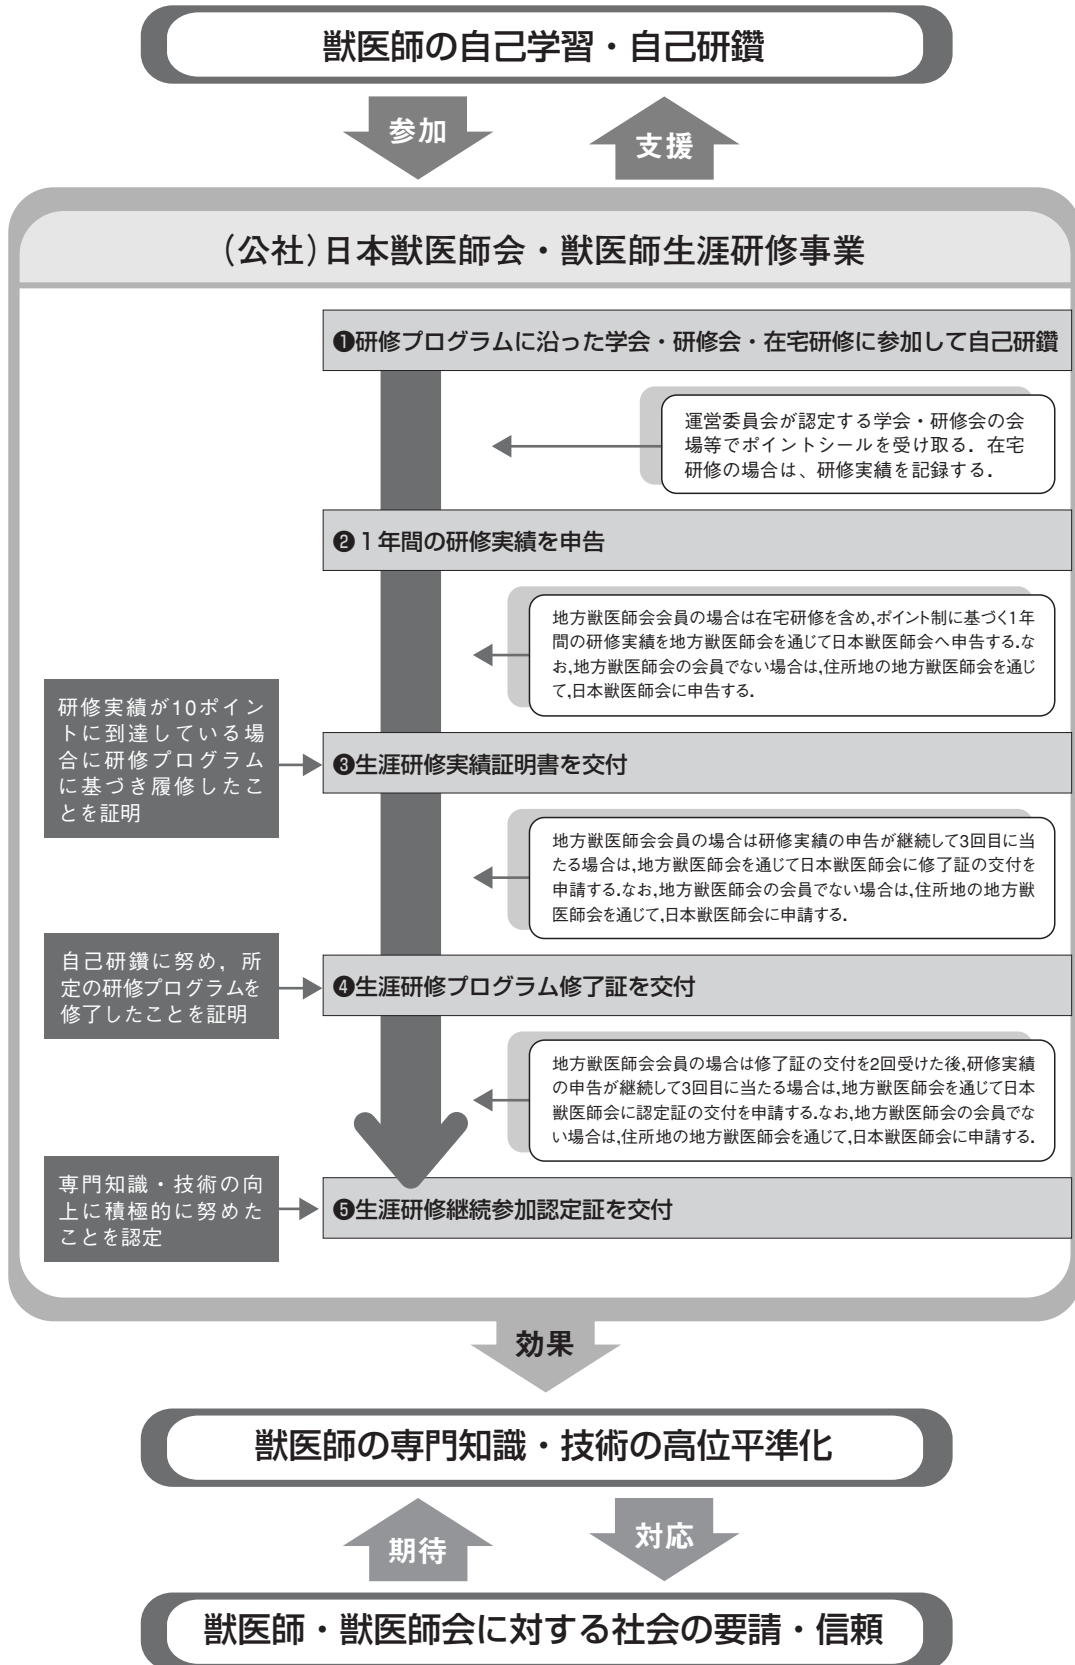 獣医師の自己学習・自己研鑽
参加
支援
(公社)日本獣医師会・獣医師生涯研修事業
❶研修プログラムに沿った学会・研修会・在宅研修に参加して自己研鑽
運営委員会が認定する学会・研修会の会
場等でポイントシールを受け取る．在宅
研修の場合は、研修実績を記録する．
❷１年間の研修実績を申告
地方獣医師会会員の場合は在宅研修を含め,ポイント制に基づく1年
間の研修実績を地方獣医師会を通じて日本獣医師会へ申告する.な
お,地方獣医師会の会員でない場合は,住所地の地方獣医師会を通じ
て,日本獣医師会に申告する.
研修実績が10ポイン
トに到達している場
合に研修プログラム
に基づき履修したこ
とを証明
❸生涯研修実績証明書を交付
地方獣医師会会員の場合は研修実績の申告が継続して3回目に当
たる場合は,地方獣医師会を通じて日本獣医師会に修了証の交付を
申請する.なお,地方獣医師会の会員でない場合は,住所地の地方獣
医師会を通じて,日本獣医師会に申請する.
自己研鑽に努め，所
定の研修プログラムを
修了したことを証明
❹生涯研修プログラム修了証を交付
地方獣医師会会員の場合は修了証の交付を2回受けた後,研修実績
の申告が継続して3回目に当たる場合は,地方獣医師会を通じて日本
獣医師会に認定証の交付を申請する.なお,地方獣医師会の会員でな
い場合は,住所地の地方獣医師会を通じて,日本獣医師会に申請する.
専門知識・技術の向
上に積極的に努めた
ことを認定
❺生涯研修継続参加認定証を交付
効果
獣医師の専門知識・技術の高位平準化
期待
対応
獣医師・獣医師会に対する社会の要請・信頼